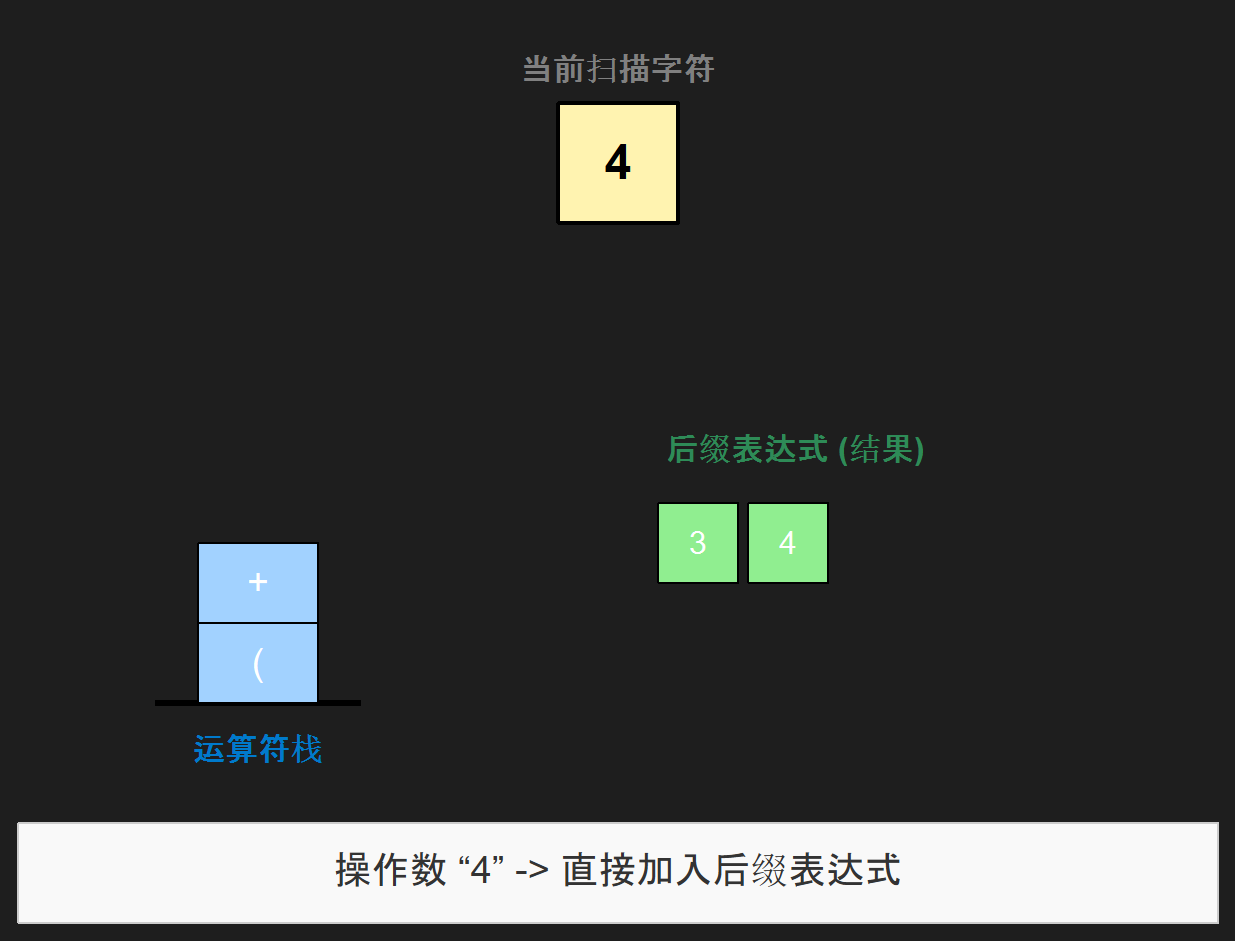 当前扫描字符
4
后缀表达式 (结果)
3 4
+
(
运算符栈
操作数 “4” -> 直接加入后缀表达式